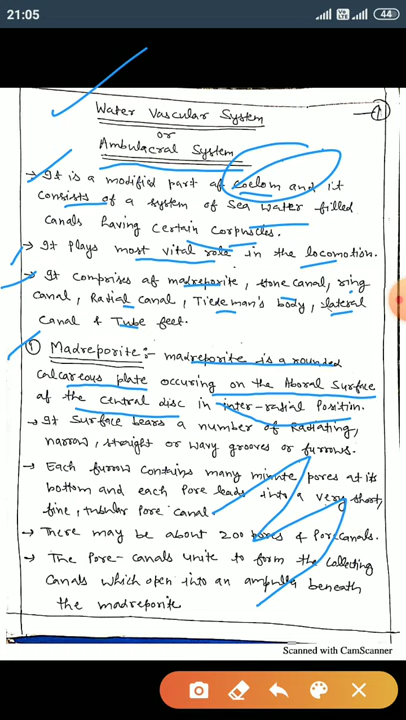 21:05
44
1
Water Vascular System
or
Ambulacral System
→ It is a modified part of coelom and it
consists of a system of Sea water filled
canals having certain corpuscles.
→ It plays most vital role in the locomotion.
→ It comprises of madreporite, stone canal, ring
canal, Radial canal, Tiedeman's body, lateral
canal & Tube feet.
① Madreporite:- madreporite is a rounded
calcareous plate occuring on the Aboral Surface
of the central disc in inter-radial Position.
→ It Surface bears a number of Radiating,
narrow, straight or wavy grooves or furrows.
→ Each furrow contains many minute pores at its
bottom and each Pore leads into a very short,
fine, tubular Pore canal.
→ There may be about 200 pores & Pore canals.
→ The Pore-canals unite to form the collecting
canals which open into an ampulla beneath
the madreporite.
Scanned with CamScanner